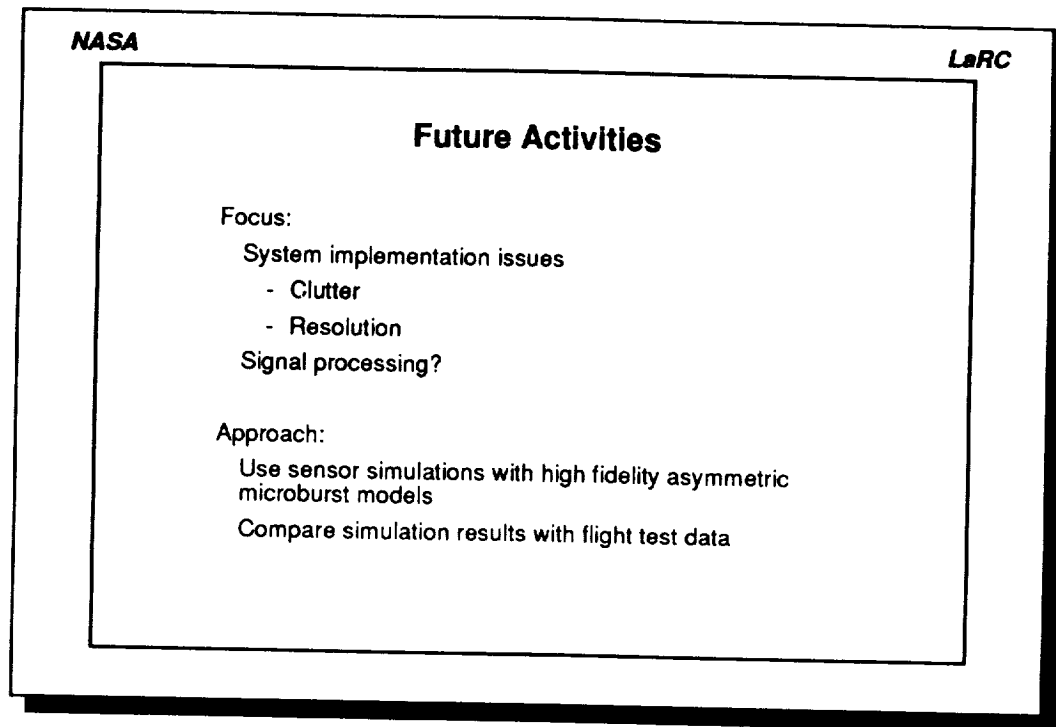 NASA
LaRC
Future Activities
Focus:
System implementation issues
- Clutter
- Resolution
Signal processing?
Approach:
Use sensor simulations with high fidelity asymmetric
microburst models
Compare simulation results with flight test data